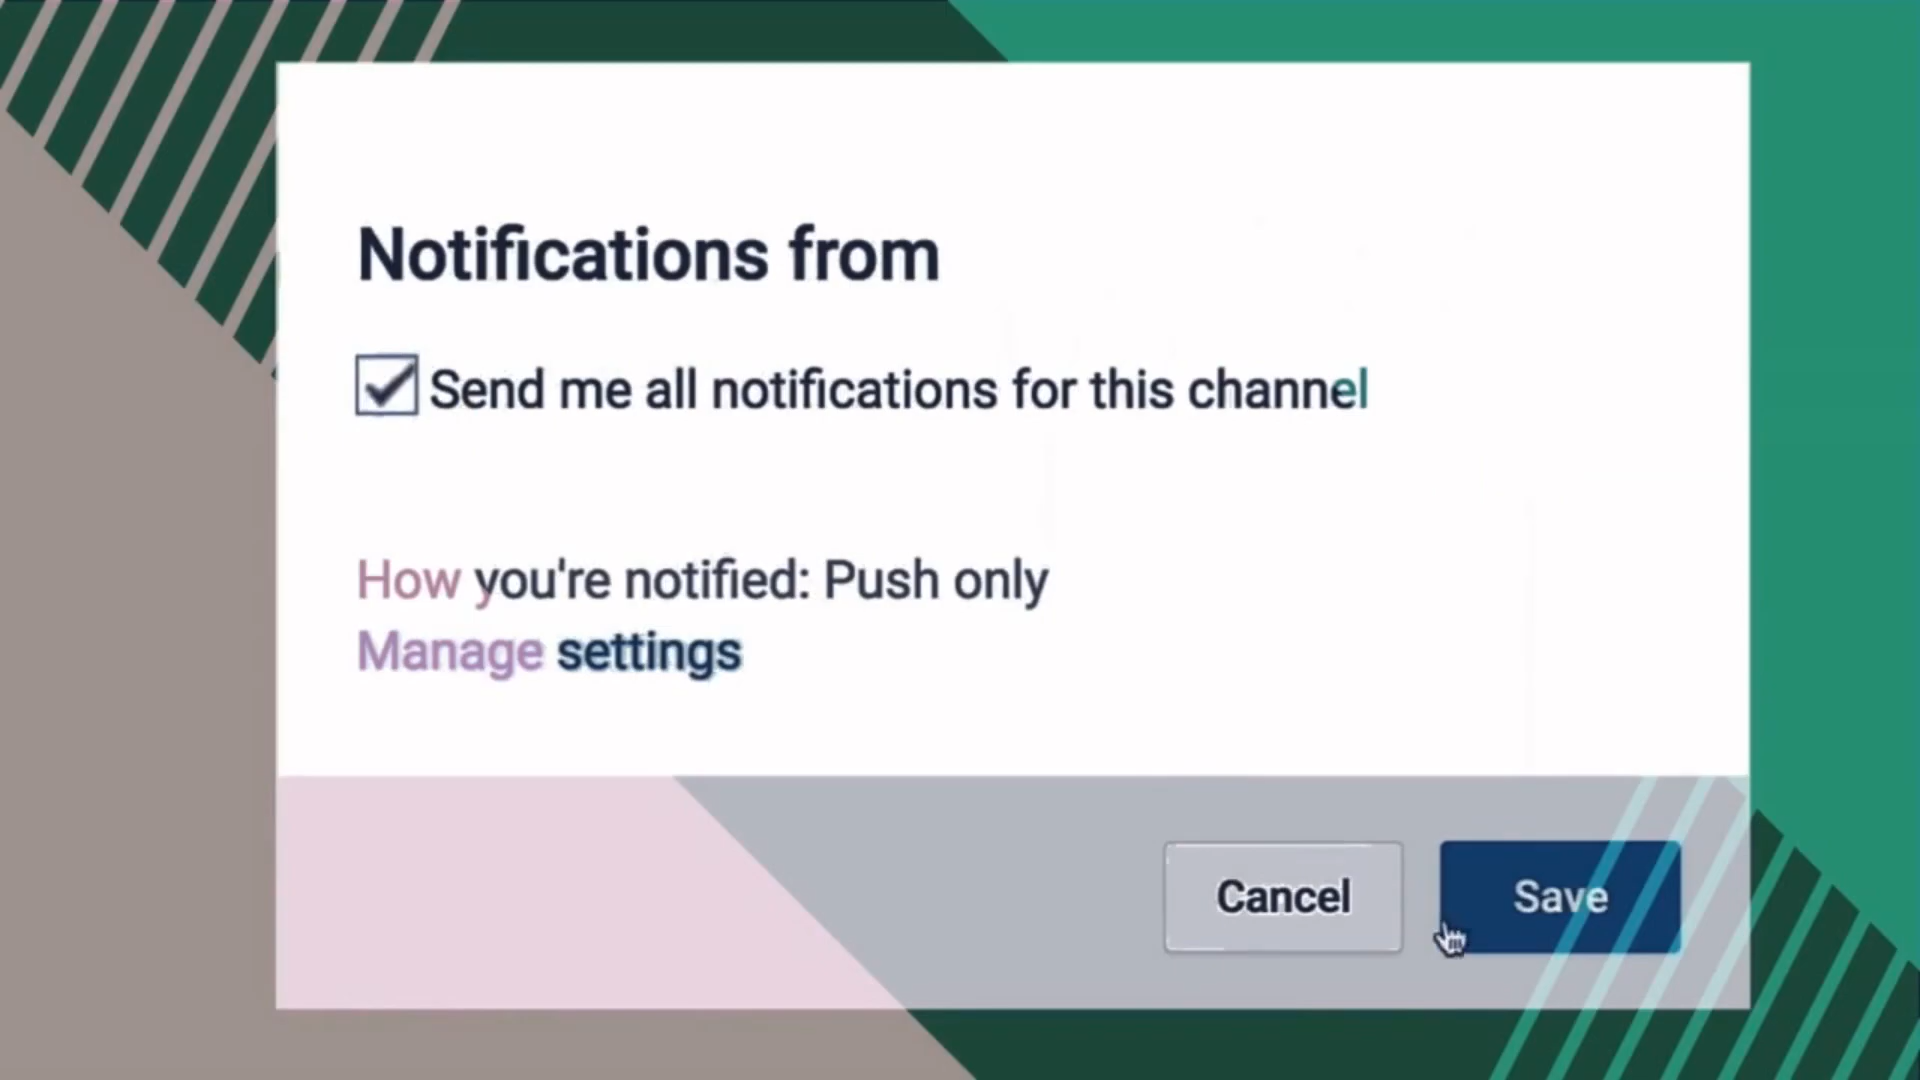 Notifications from
Send me all notifications for this channel
How you're notified: Push only
Manage settings
Cancel
Save